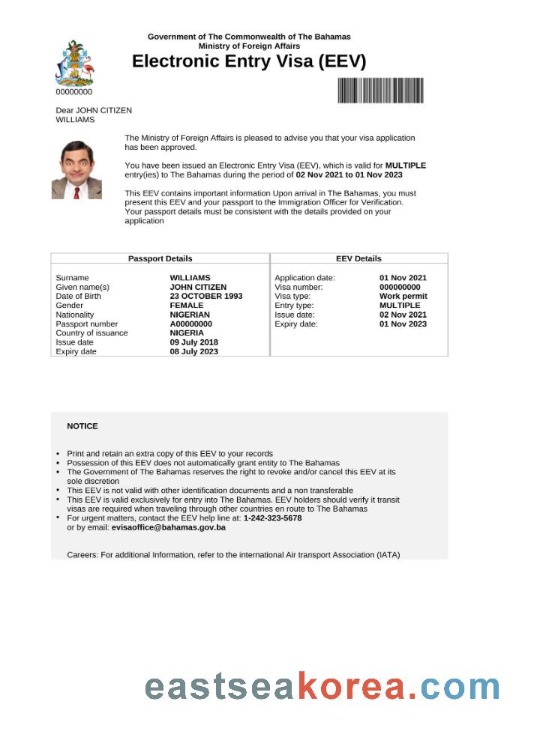 Government of The Commonwealth of The Bahamas
Ministry of Foreign Affairs
Electronic Entry Visa (EEV)
00000000
Dear JOHN CITIZEN
WILLIAMS
The Ministry of Foreign Affairs is pleased to advise you that your visa application
has been approved.
You have been issued an Electronic Entry Visa (EEV), which is valid for MULTIPLE
entry(ies) to The Bahamas during the period of 02 Nov 2021 to 01 Nov 2023
This EEV contains important information Upon arrival in The Bahamas, you must
present this EEV and your passport to the Immigration Officer for Verification.
Your passport details must be consistent with the details provided on your
application
Passport Details
Surname WILLIAMS
Given name(s) JOHN CITIZEN
Date of Birth 23 OCTOBER 1993
Gender FEMALE
Nationality NIGERIAN
Passport number A00000000
Country of issuance NIGERIA
Issue date 09 July 2018
Expiry date 08 July 2023
EEV Details
Application date: 01 Nov 2021
Visa number: 000000000
Visa type: Work permit
Entry type: MULTIPLE
Issue date: 02 Nov 2021
Expiry date: 01 Nov 2023
NOTICE
• Print and retain an extra copy of this EEV to your records
• Possession of this EEV does not automatically grant entity to The Bahamas
• The Government of The Bahamas reserves the right to revoke and/or cancel this EEV at its
sole discretion
• This EEV is not valid with other identification documents and a non transferable
• This EEV is valid exclusively for entry into The Bahamas. EEV holders should verify it transit
visas are required when traveling through other countries en route to The Bahamas
• For urgent matters, contact the EEV help line at: 1-242-323-5678
or by email: evisaoffice@bahamas.gov.ba
Careers: For additional Information, refer to the international Air transport Association (IATA)
eastseakorea.com